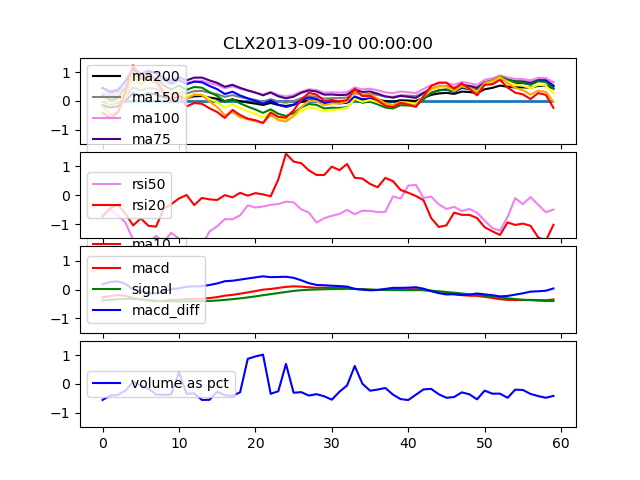 CLX2013-09-10 00:00:00
1
0
−1
ma200
ma150
ma100
ma75
1
0
−1
rsi50
rsi20
ma10
1
0
−1
macd
signal
macd_diff
1
0
−1
volume as pct
0 10 20 30 40 50 60